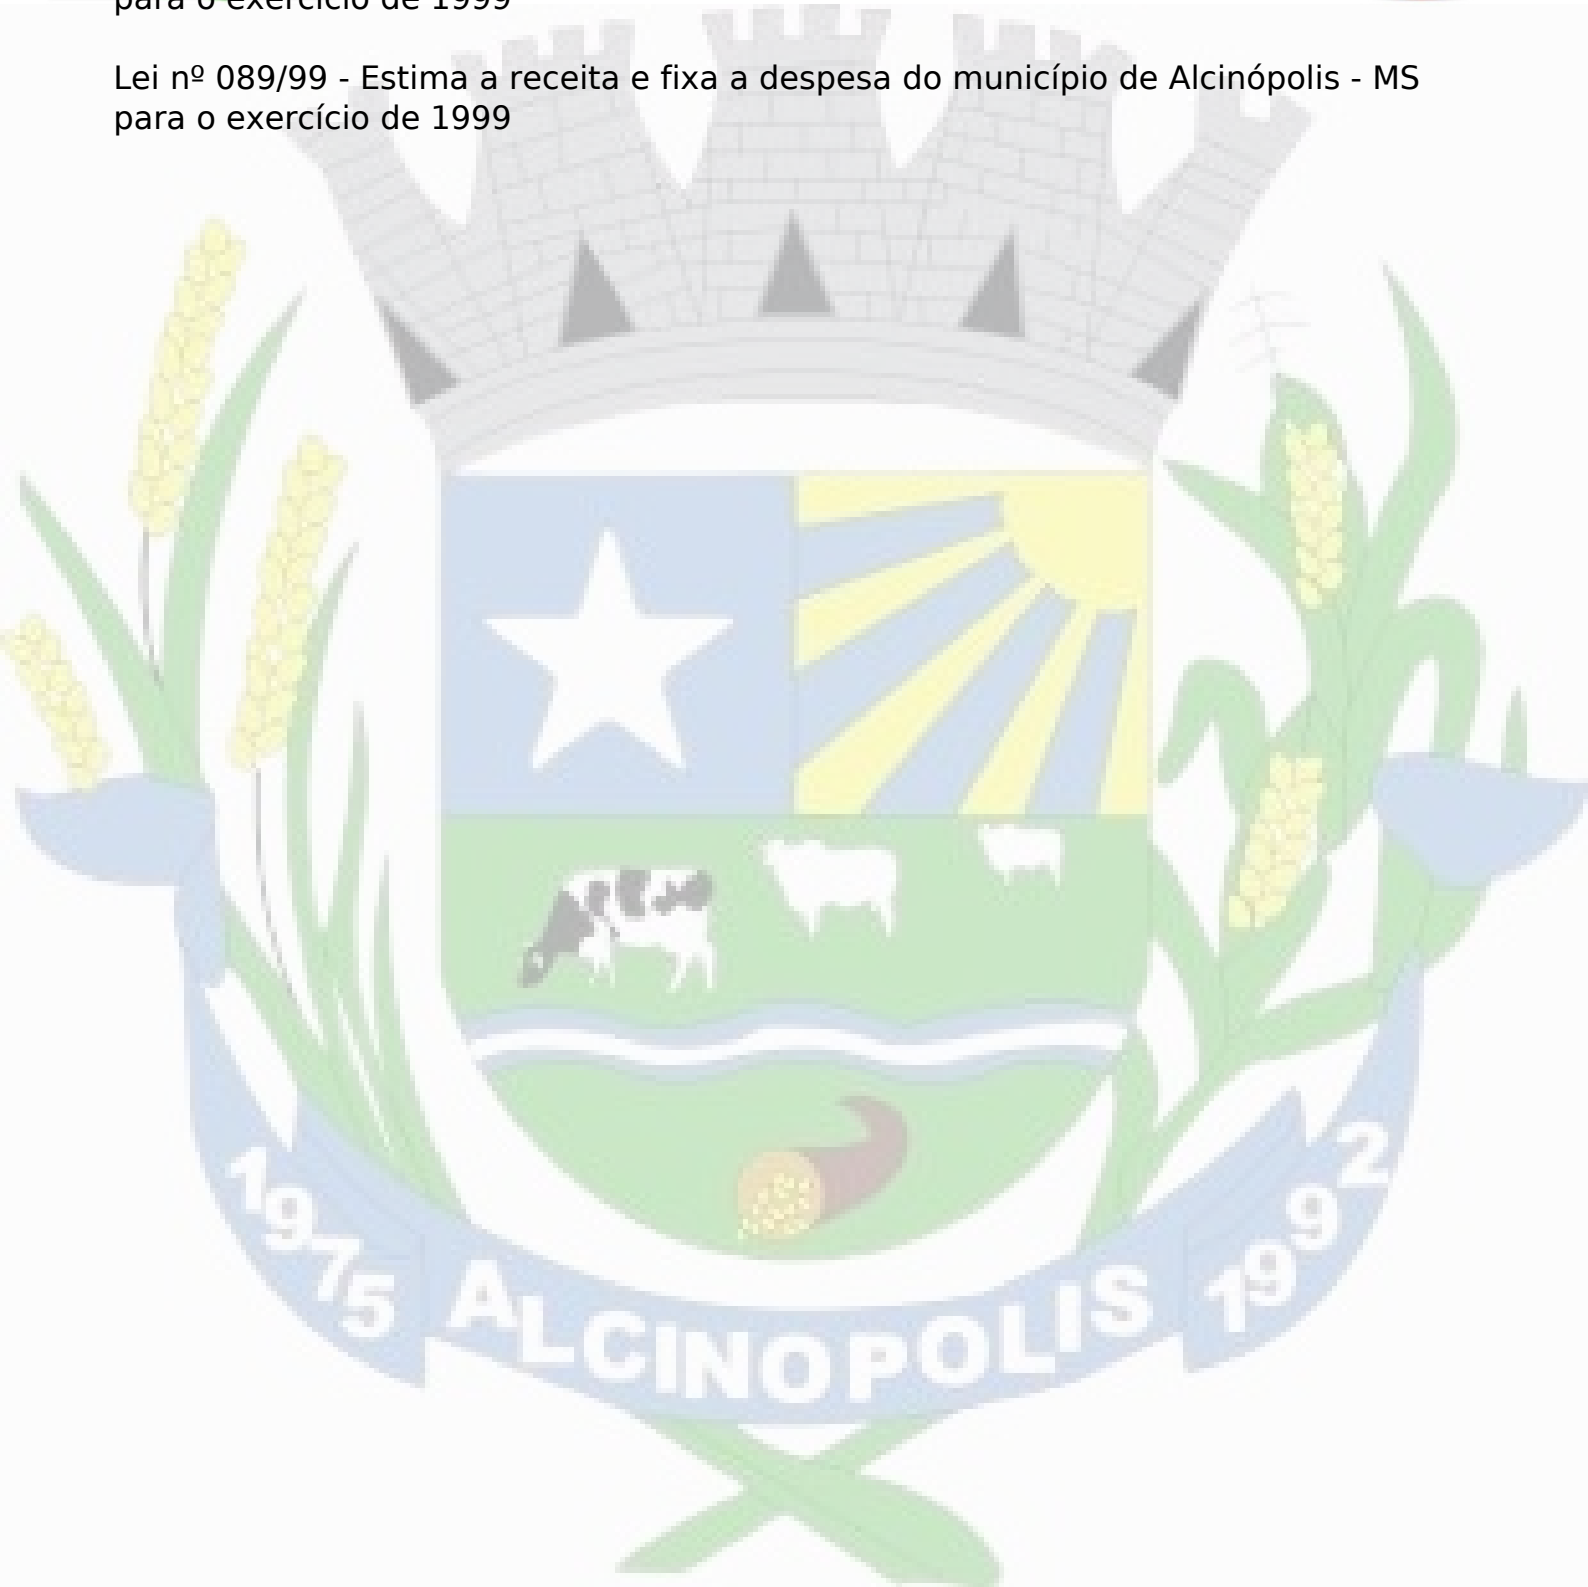 para o exercício de 1999
Lei nº 089/99 - Estima a receita e fixa a despesa do município de Alcinópolis - MS
para o exercício de 1999
1975 ALCINOPOLIS 1992